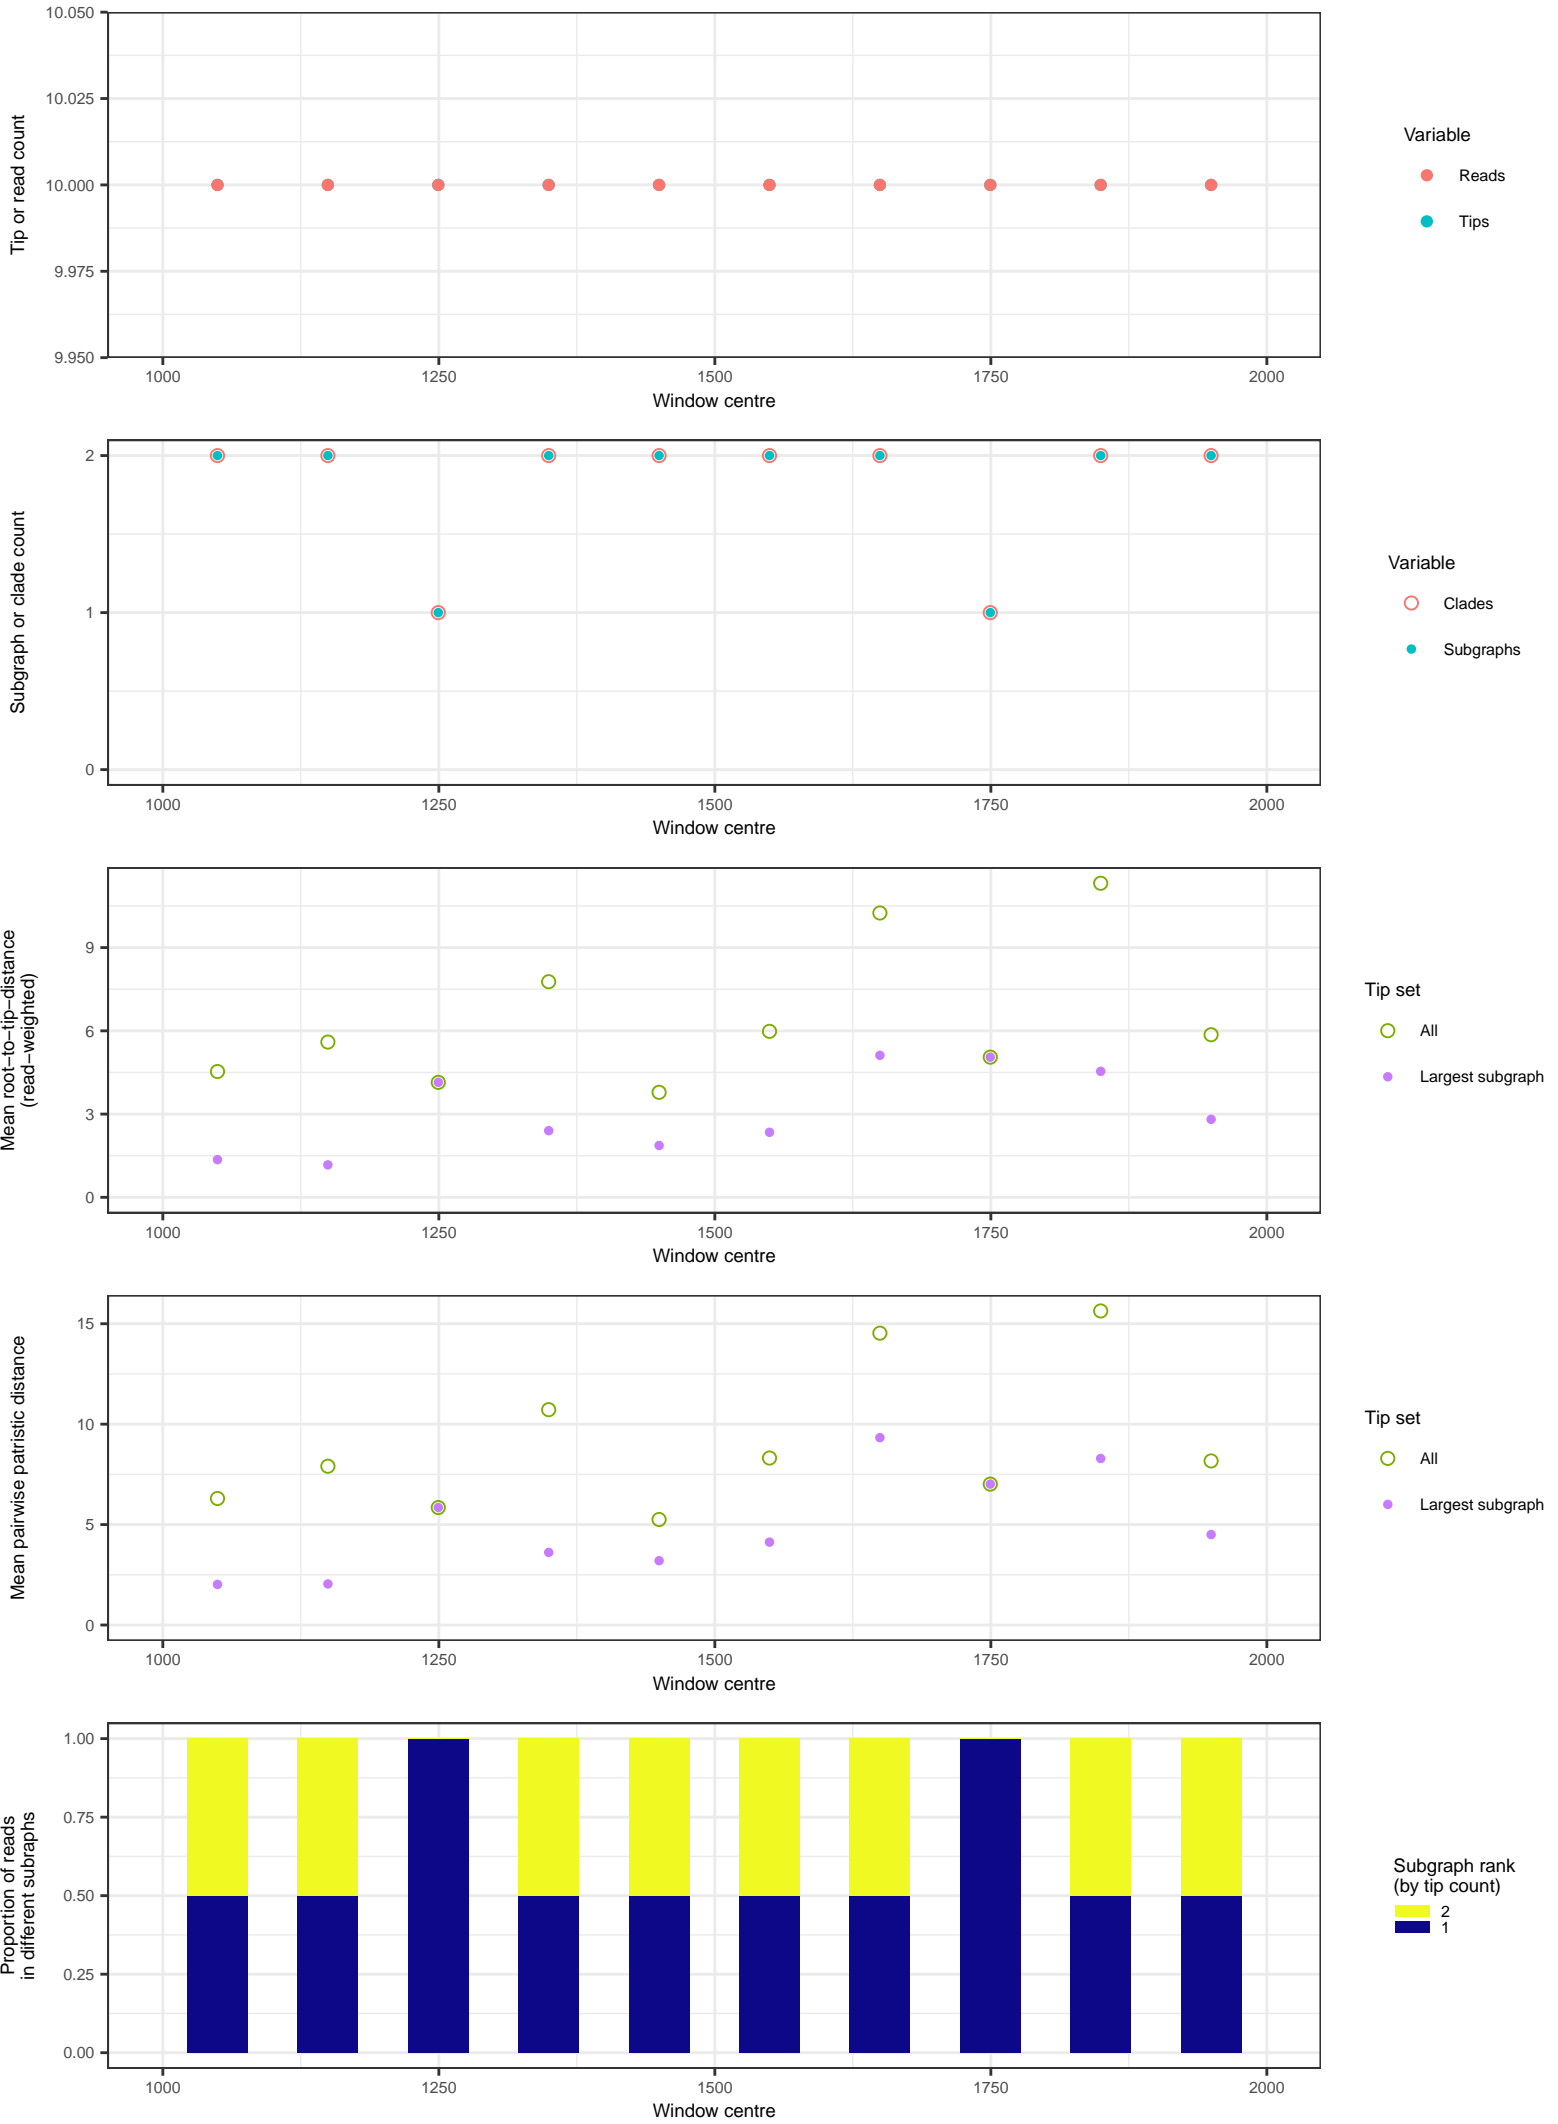 10.050
10.025
10.000
9.975
9.950
Tip or read count
1000 1250 1500 1750 2000
Window centre
Variable
Reads
Tips
2
1
0
Subgraph or clade count
1000 1250 1500 1750 2000
Window centre
Variable
Clades
Subgraphs
9
6
3
0
Mean root−to−tip−distance
(read−weighted)
1000 1250 1500 1750 2000
Window centre
Tip set
All
Largest subgraph
15
10
5
0
Mean pairwise patristic distance
1000 1250 1500 1750 2000
Window centre
Tip set
All
Largest subgraph
1.00
0.75
0.50
0.25
0.00
Proportion of reads
in different subraphs
1000 1250 1500 1750 2000
Window centre
Subgraph rank
(by tip count)
2
1